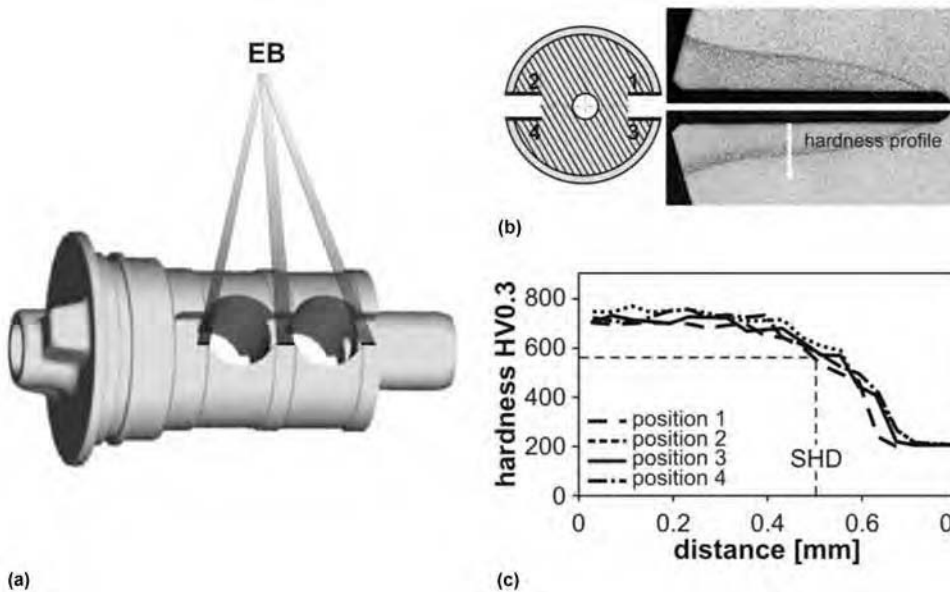 EB
(a)
2 1
4 3
hardness profile
(b)
hardness HV0.3
800
600
400
200
0
position 1
position 2
position 3
position 4
SHD
0 0.2 0.4 0.6
distance [mm]
(c)